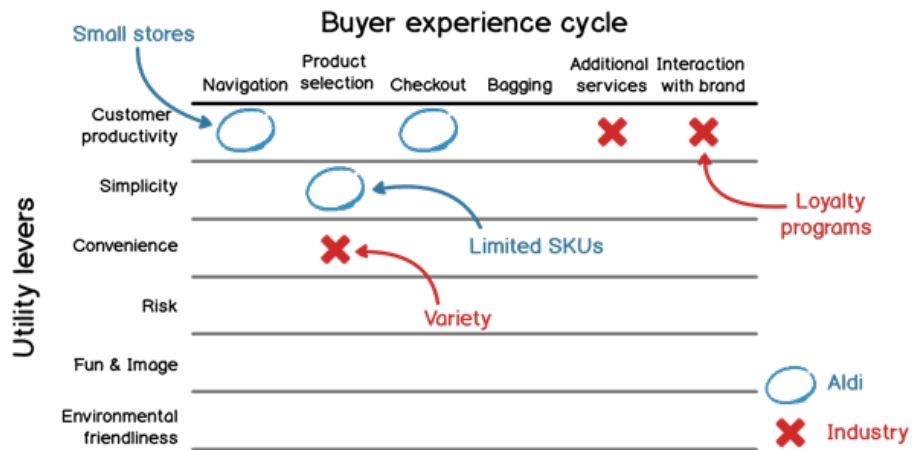 Buyer experience cycle
Small stores
Navigation
Product
selection
Checkout
Bagging
Additional
services
Interaction
with brand
Utility levers
Customer
productivity
Simplicity
Convenience
Risk
Fun & Image
Environmental
friendliness
Limited SKUs
Variety
Loyalty
programs
Aldi
Industry